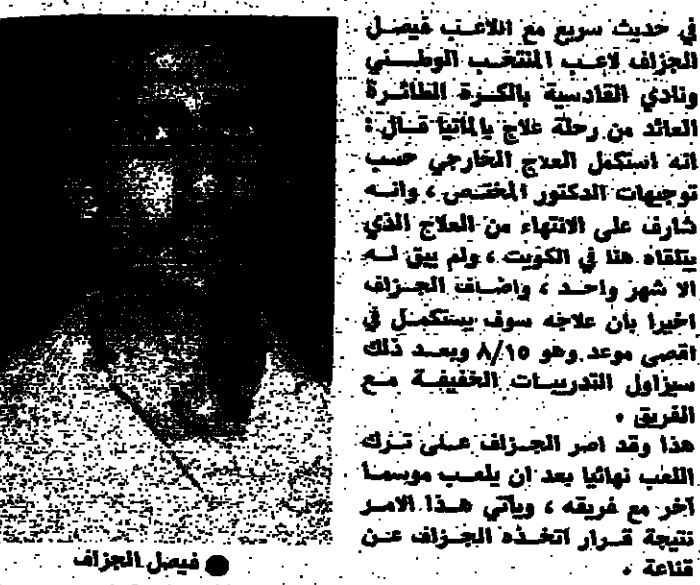 في حديث سريع مع اللاعب فيصل
الجزاف لاعب المنتخب الوطني
ونادي القادسية بالكرة الطائرة
العائد من رحلة علاج بالمانيا قال :
انه استكمل العلاج الخارجي حسب
توجيهات الدكتور المختص ، وانه
شارف على الانتهاء من العلاج الذي
يتلقاه هنا في الكويت ، ولم يبق له
الا شهر واحد ، واضاف الجزاف
اخيرا بان علاجه سوف يستكمل في
اقصى موعد وهو ٨/١٥ وبعد ذلك
سيزاول التدريبات الخفيفة مع
الفريق .
هذا وقد اصر الجزاف على ترك
اللعب نهائيا بعد ان يلعب موسما
آخر مع فريقه ، وياتي هذا الامر
نتيجة قرار اتخذه الجزاف عن
قناعة .
● فيصل الجزاف